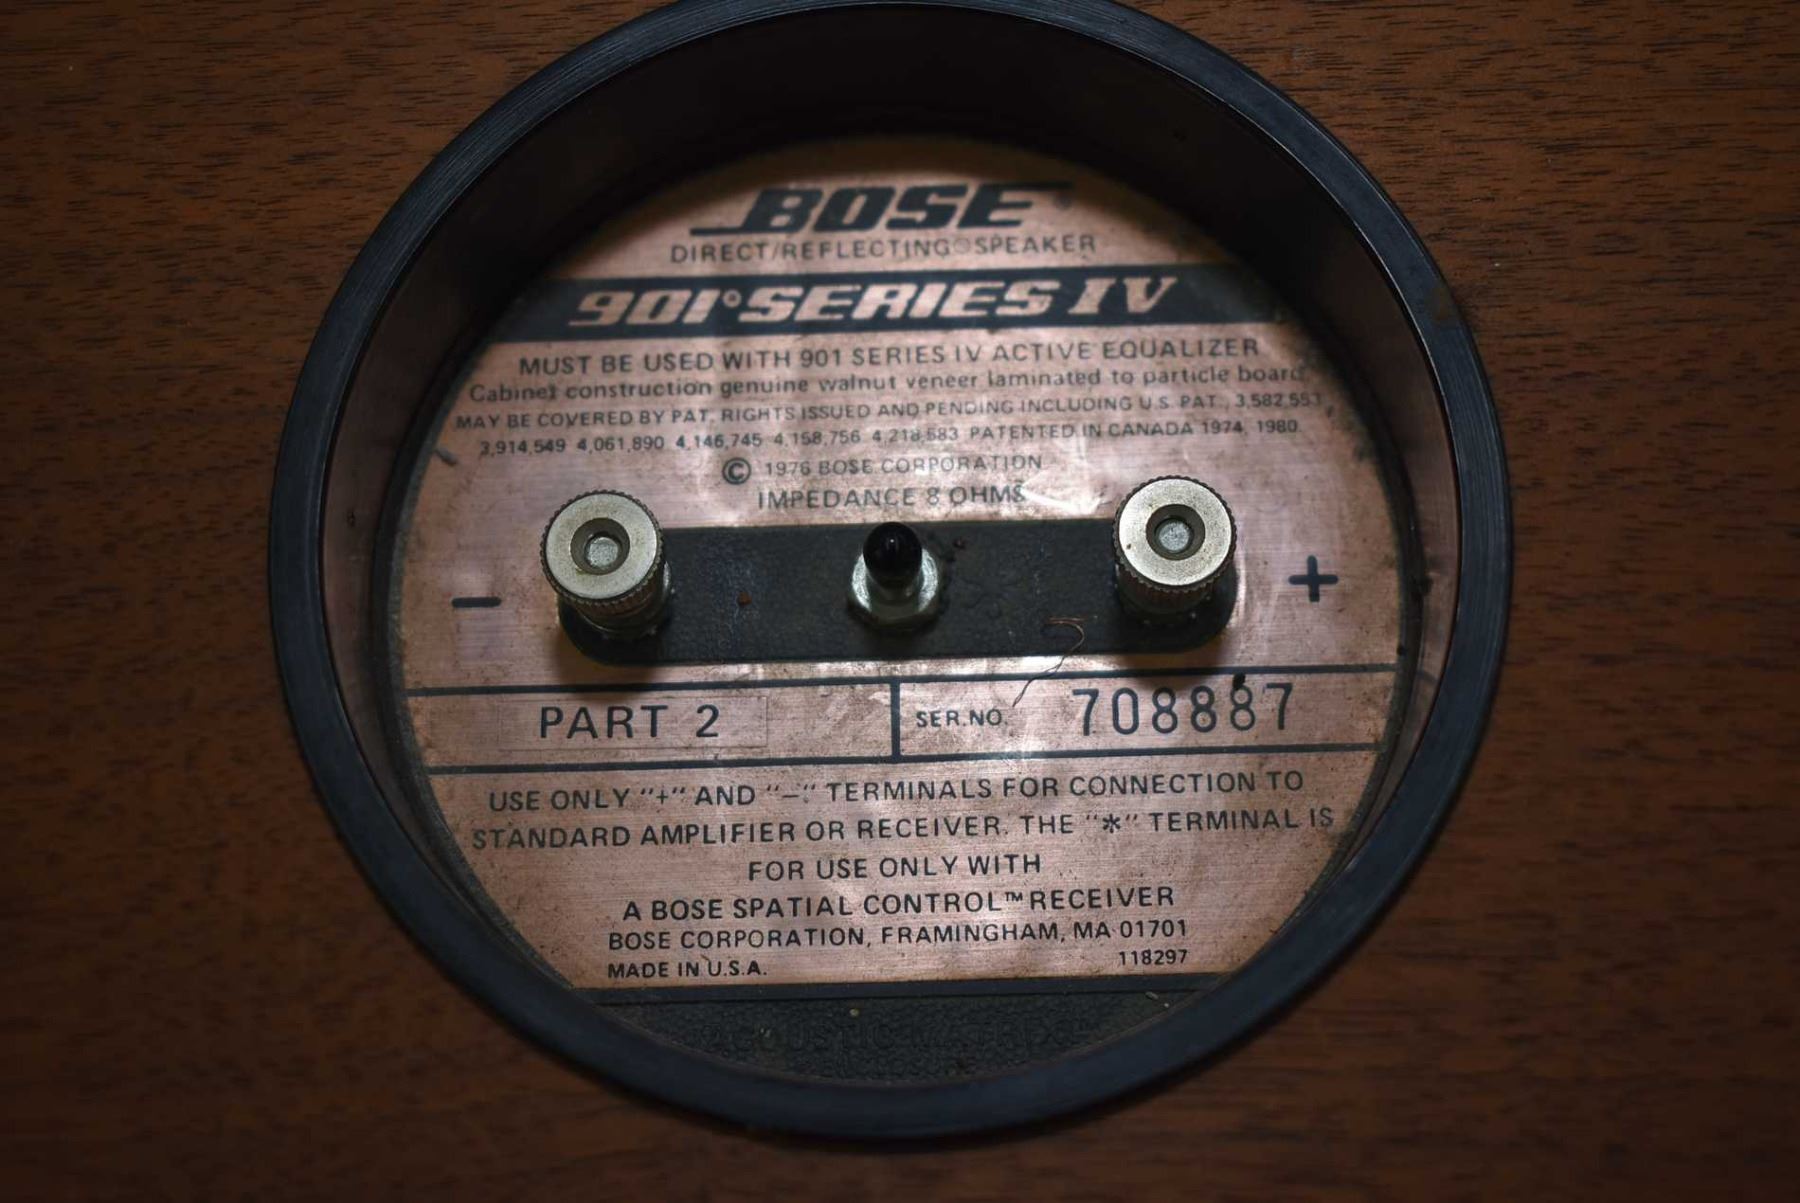 BOSE
DIRECT/REFLECTING® SPEAKER
901® SERIES IV
MUST BE USED WITH 901 SERIES IV ACTIVE EQUALIZER
Cabinet construction genuine walnut veneer laminated to particle board
MAY BE COVERED BY PAT. RIGHTS ISSUED AND PENDING INCLUDING U.S. PAT., 3,582,553,
3,914,549 4,061,890 4,146,745 4,158,756 4,218,583 PATENTED IN CANADA 1974, 1980.
© 1976 BOSE CORPORATION
IMPEDANCE 8 OHMS
− +
PART 2 SER.NO. 708887
USE ONLY "+" AND "−" TERMINALS FOR CONNECTION TO
STANDARD AMPLIFIER OR RECEIVER. THE "*" TERMINAL IS
FOR USE ONLY WITH
A BOSE SPATIAL CONTROL™ RECEIVER
BOSE CORPORATION, FRAMINGHAM, MA 01701
MADE IN U.S.A. 118297
ACOUSTIC MATRIX